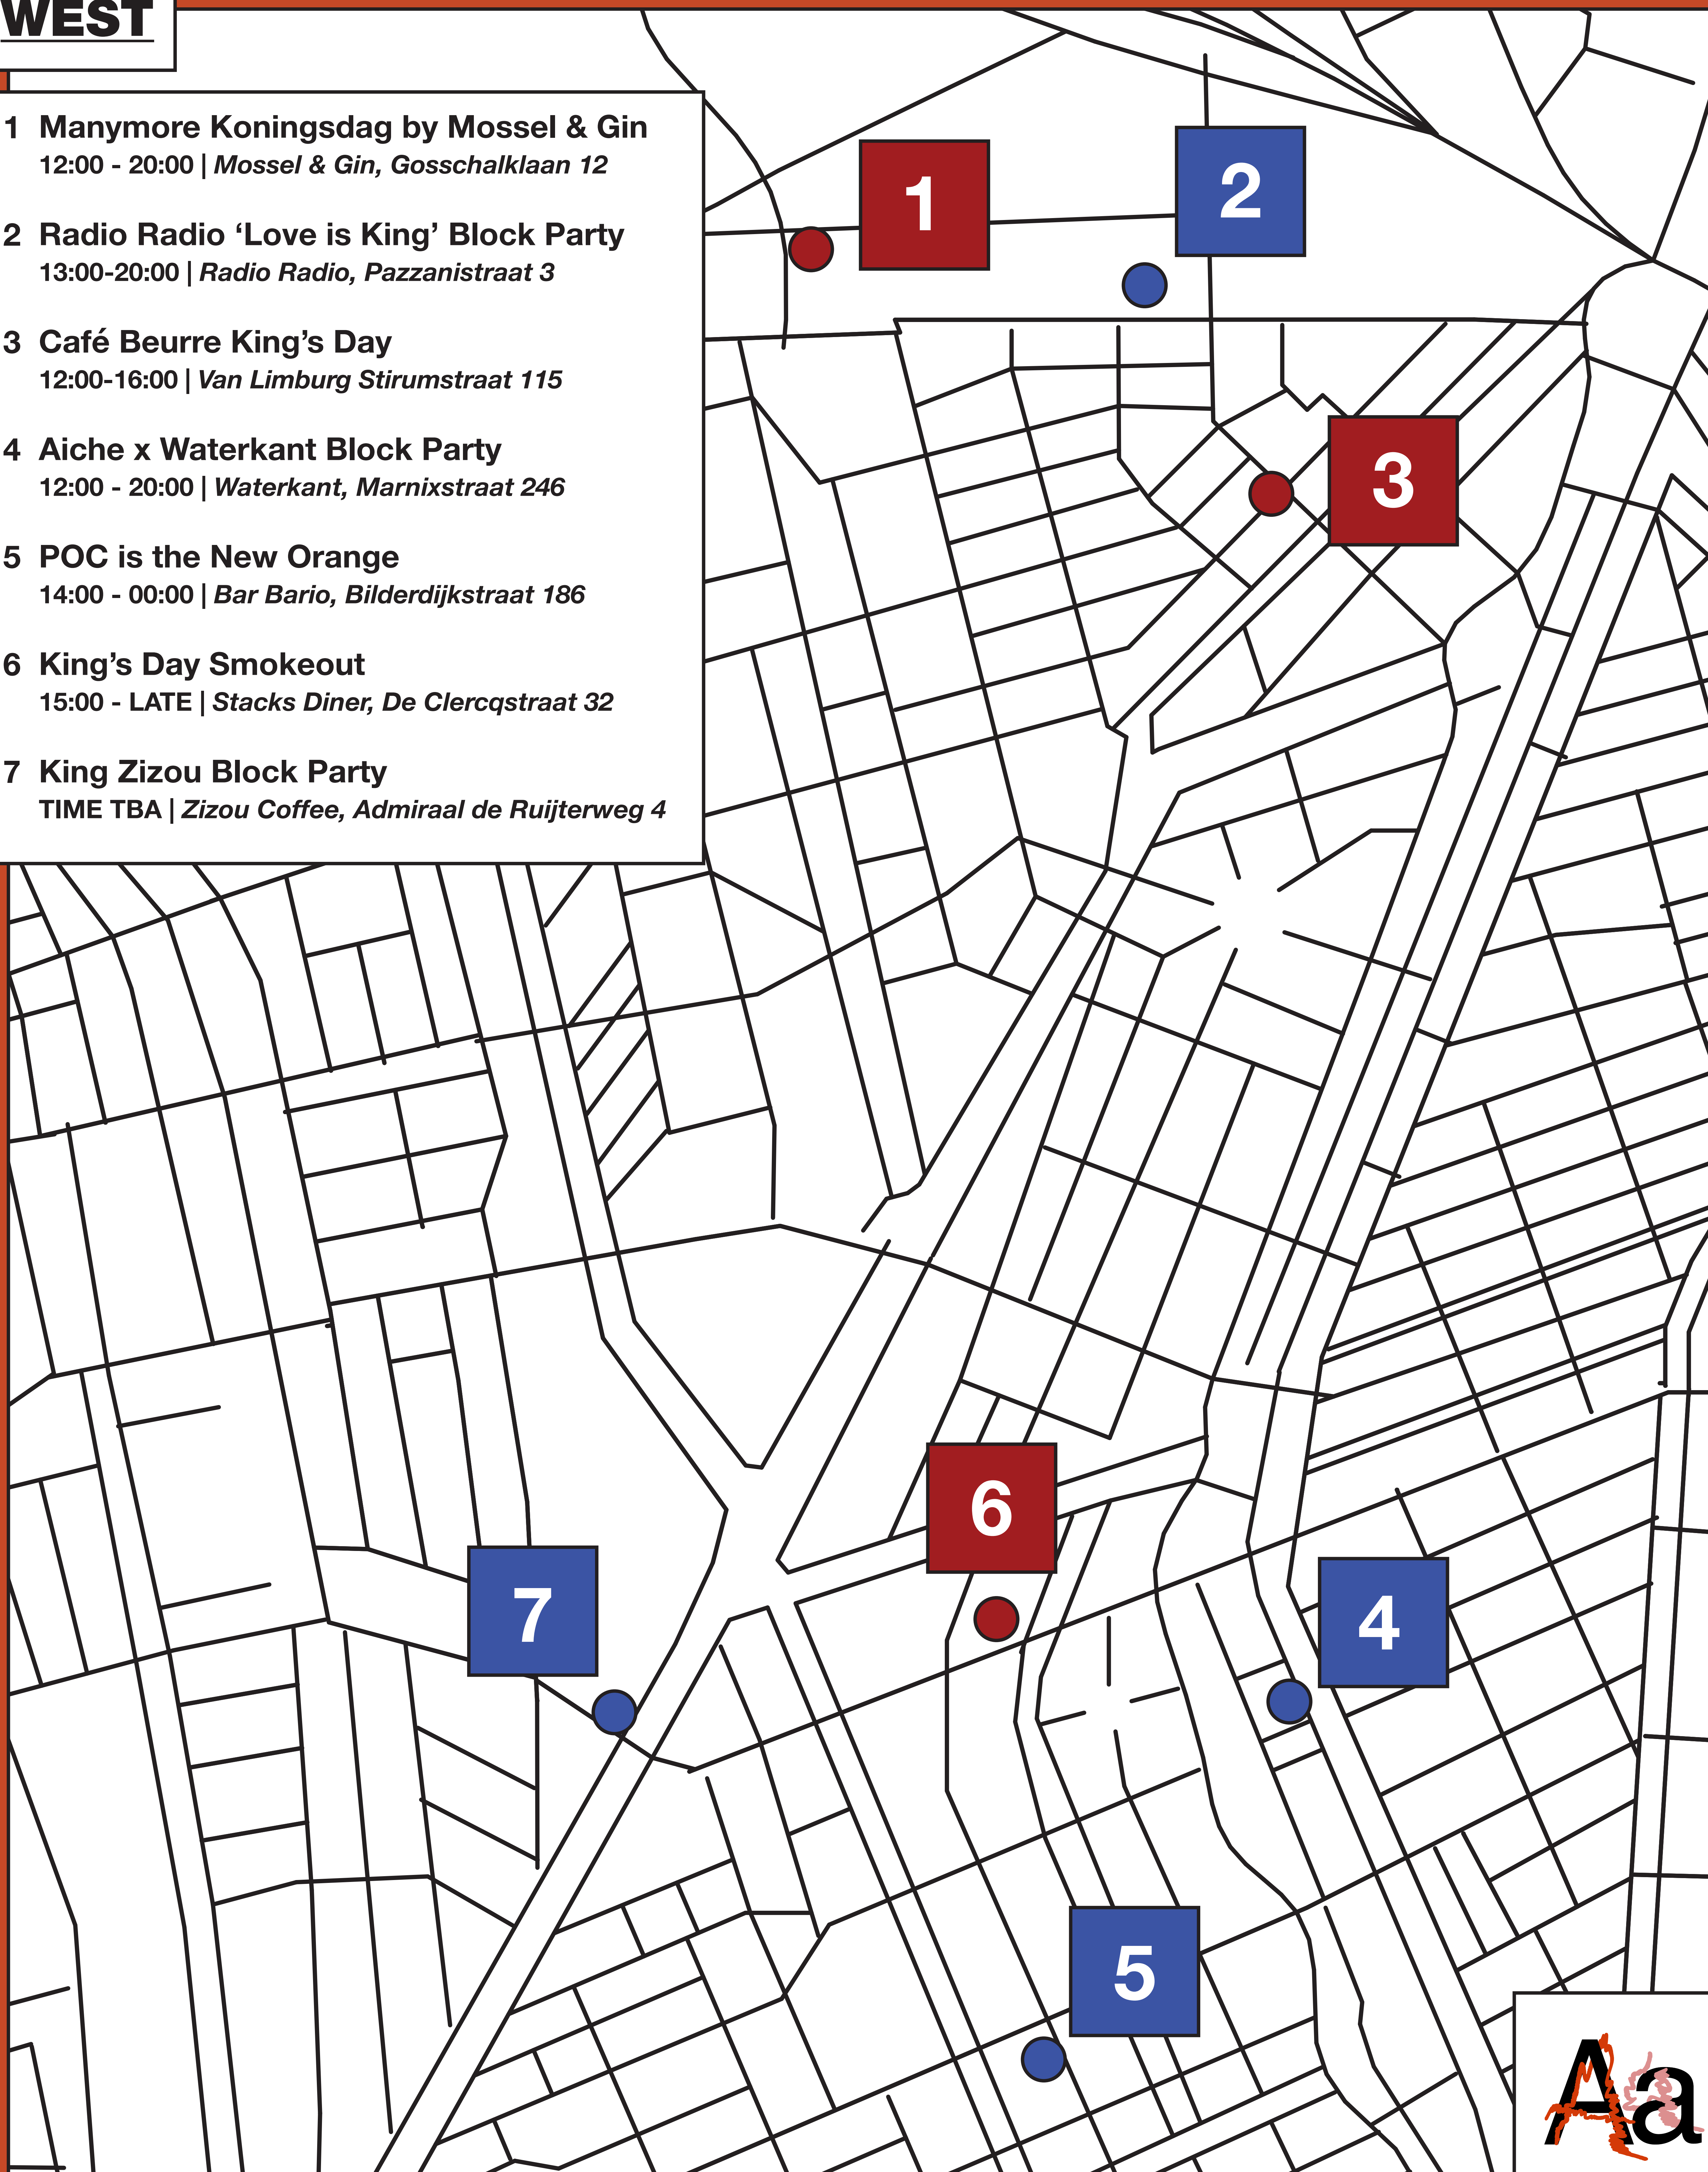 WEST
1 Manymore Koningsdag by Mossel & Gin
12:00 - 20:00 | Mossel & Gin, Gosschalklaan 12
2 Radio Radio ‘Love is King’ Block Party
13:00-20:00 | Radio Radio, Pazzanistraat 3
3 Café Beurre King’s Day
12:00-16:00 | Van Limburg Stirumstraat 115
4 Aiche x Waterkant Block Party
12:00 - 20:00 | Waterkant, Marnixstraat 246
5 POC is the New Orange
14:00 - 00:00 | Bar Bario, Bilderdijkstraat 186
6 King’s Day Smokeout
15:00 - LATE | Stacks Diner, De Clercqstraat 32
7 King Zizou Block Party
TIME TBA | Zizou Coffee, Admiraal de Ruijterweg 4
1
2
3
6
7
4
5
Aa